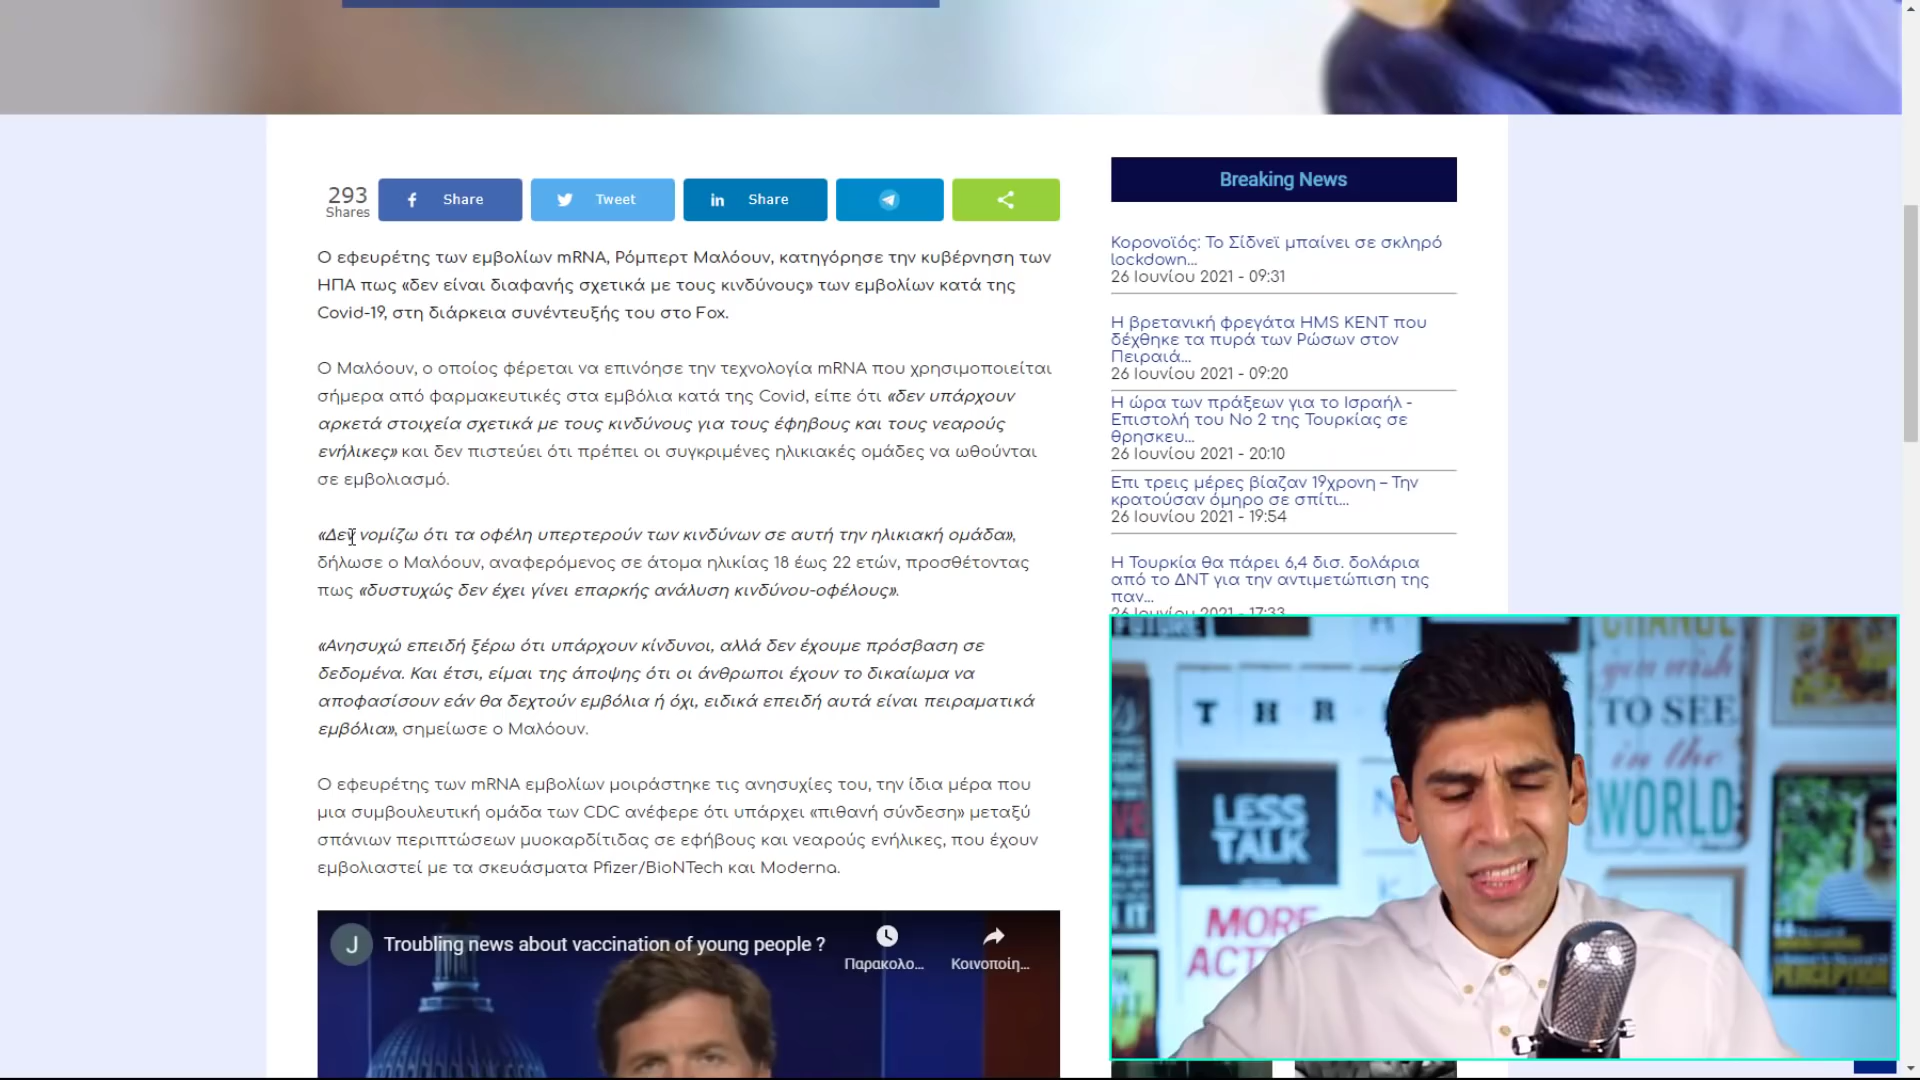 293
Shares
Share
Tweet
Share
Ο εφευρέτης των εμβολίων mRNA, Ρόμπερτ Μαλόουν, κατηγόρησε την κυβέρνηση των
ΗΠΑ πως «δεν είναι διαφανής σχετικά με τους κινδύνους» των εμβολίων κατά της
Covid-19, στη διάρκεια συνέντευξής του στο Fox.
Ο Μαλόουν, ο οποίος φέρεται να επινόησε την τεχνολογία mRNA που χρησιμοποιείται
σήμερα από φαρμακευτικές στα εμβόλια κατά της Covid, είπε ότι «δεν υπάρχουν
αρκετά στοιχεία σχετικά με τους κινδύνους για τους έφηβους και τους νεαρούς
ενήλικες» και δεν πιστεύει ότι πρέπει οι συγκριμένες ηλικιακές ομάδες να ωθούνται
σε εμβολιασμό.
«Δεν νομίζω ότι τα οφέλη υπερτερούν των κινδύνων σε αυτή την ηλικιακή ομάδα»,
δήλωσε ο Μαλόουν, αναφερόμενος σε άτομα ηλικίας 18 έως 22 ετών, προσθέτοντας
πως «δυστυχώς δεν έχει γίνει επαρκής ανάλυση κινδύνου-οφέλους».
«Ανησυχώ επειδή ξέρω ότι υπάρχουν κίνδυνοι, αλλά δεν έχουμε πρόσβαση σε
δεδομένα. Και έτσι, είμαι της άποψης ότι οι άνθρωποι έχουν το δικαίωμα να
αποφασίσουν εάν θα δεχτούν εμβόλια ή όχι, ειδικά επειδή αυτά είναι πειραματικά
εμβόλια», σημείωσε ο Μαλόουν.
Ο εφευρέτης των mRNA εμβολίων μοιράστηκε τις ανησυχίες του, την ίδια μέρα που
μια συμβουλευτική ομάδα των CDC ανέφερε ότι υπάρχει «πιθανή σύνδεση» μεταξύ
σπάνιων περιπτώσεων μυοκαρδίτιδας σε εφήβους και νεαρούς ενήλικες, που έχουν
εμβολιαστεί με τα σκευάσματα Pfizer/BioNTech και Moderna.
J
Troubling news about vaccination of young people ?
Παρακολο...
Κοινοποίη...
Breaking News
Κορονοϊός: Το Σίδνεϊ μπαίνει σε σκληρό
lockdown...
26 Ιουνίου 2021 - 09:31
Η βρετανική φρεγάτα HMS KENT που
δέχθηκε τα πυρά των Ρώσων στον
Πειραιά...
26 Ιουνίου 2021 - 09:20
Η ώρα των πράξεων για το Ισραήλ -
Επιστολή του Νο 2 της Τουρκίας σε
θρησκευ...
26 Ιουνίου 2021 - 20:10
Επι τρεις μέρες βίαζαν 19χρονη – Την
κρατούσαν όμηρο σε σπίτι...
26 Ιουνίου 2021 - 19:54
Η Τουρκία θα πάρει 6,4 δισ. δολάρια
από το ΔΝΤ για την αντιμετώπιση της
παν...
26 Ιουνίου 2021 - 17:33
FUTURE
THR
LESS
TALK
MORE
CHANGE
you wish
TO SEE
in the
WORLD
PERCEPTION